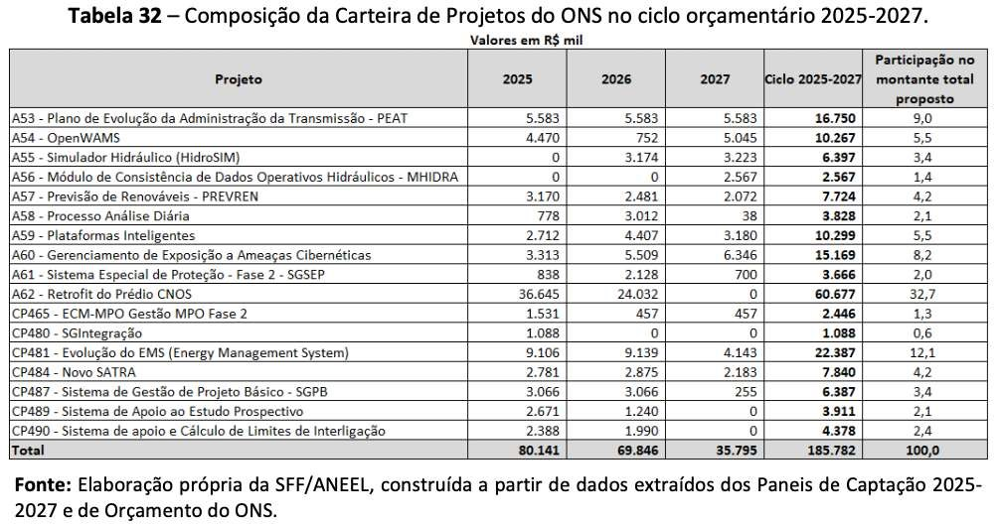 Tabela 32 – Composição da Carteira de Projetos do ONS no ciclo orçamentário 2025-2027.
Valores em R$ mil
Projeto 2025 2026 2027 Ciclo 2025-2027 Participação no montante total proposto
A53 - Plano de Evolução da Administração da Transmissão - PEAT 5.583 5.583 5.583 16.750 9,0
A54 - OpenWAMS 4.470 752 5.045 10.267 5,5
A55 - Simulador Hidráulico (HidroSIM) 0 3.174 3.223 6.397 3,4
A56 - Módulo de Consistência de Dados Operativos Hidráulicos - MHIDRA 0 0 2.567 2.567 1,4
A57 - Previsão de Renováveis - PREVREN 3.170 2.481 2.072 7.724 4,2
A58 - Processo Análise Diária 778 3.012 38 3.828 2,1
A59 - Plataformas Inteligentes 2.712 4.407 3.180 10.299 5,5
A60 - Gerenciamento de Exposição a Ameaças Cibernéticas 3.313 5.509 6.346 15.169 8,2
A61 - Sistema Especial de Proteção - Fase 2 - SGSEP 838 2.128 700 3.666 2,0
A62 - Retrofit do Prédio CNOS 36.645 24.032 0 60.677 32,7
CP465 - ECM-MPO Gestão MPO Fase 2 1.531 457 457 2.446 1,3
CP480 - SGIntegração 1.088 0 0 1.088 0,6
CP481 - Evolução do EMS (Energy Management System) 9.106 9.139 4.143 22.387 12,1
CP484 - Novo SATRA 2.781 2.875 2.183 7.840 4,2
CP487 - Sistema de Gestão de Projeto Básico - SGPB 3.066 3.066 255 6.387 3,4
CP489 - Sistema de Apoio ao Estudo Prospectivo 2.671 1.240 0 3.911 2,1
CP490 - Sistema de apoio e Cálculo de Limites de Interligação 2.388 1.990 0 4.378 2,4
Total 80.141 69.846 35.795 185.782 100,0
Fonte: Elaboração própria da SFF/ANEEL, construída a partir de dados extraídos dos Paneis de Captação 2025-
2027 e de Orçamento do ONS.